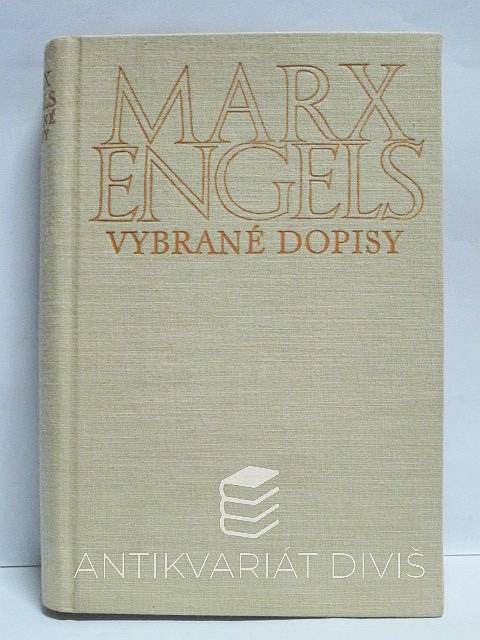 MARX
ENGELS
VYBRANÉ DOPISY
ANTIKVARIÁT DIVIŠ